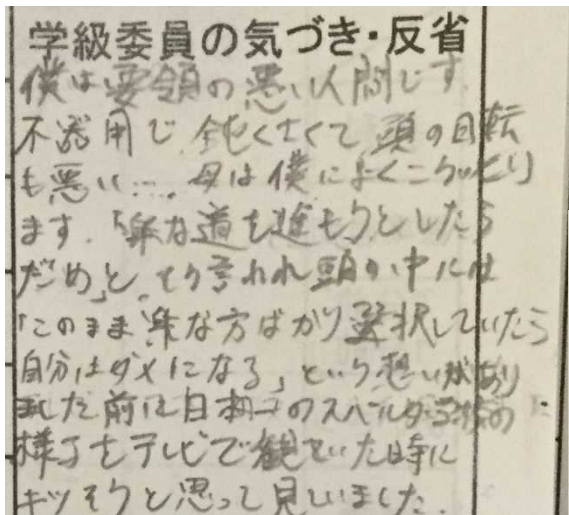 学級委員の気づき・反省
僕は要領の悪い人間です
不器用で 鈍くさくて 頭の回転
も悪い… 母は僕によくこう
ます.「楽な道を進もうとしたら
だめ」と. そう言われ頭の中には
「このまま楽な方ばかり選択していたら
自分はダメになる」という想いがあり
ました 前に日本一のスパルタ
様子をテレビで観ていた時に
キツそうと思って見ていました.